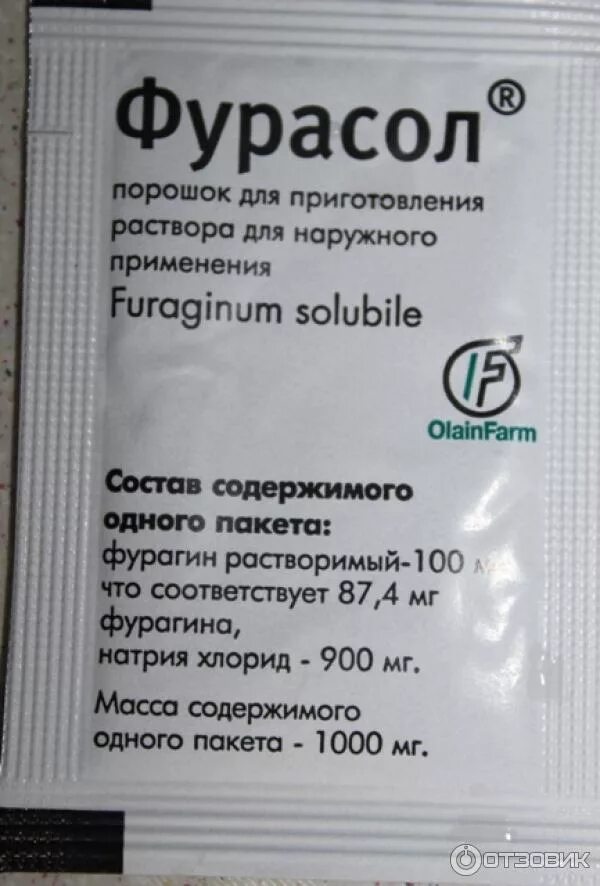 Фурасол®
порошок для приготовления
раствора для наружного
применения
Furaginum solubile
OlainFarm
Состав содержимого
одного пакета:
фурагин растворимый-100
что соответствует 87,4 мг
фурагина,
натрия хлорид - 900 мг.
Масса содержимого
одного пакета - 1000 мг.
ОТЗОВИК